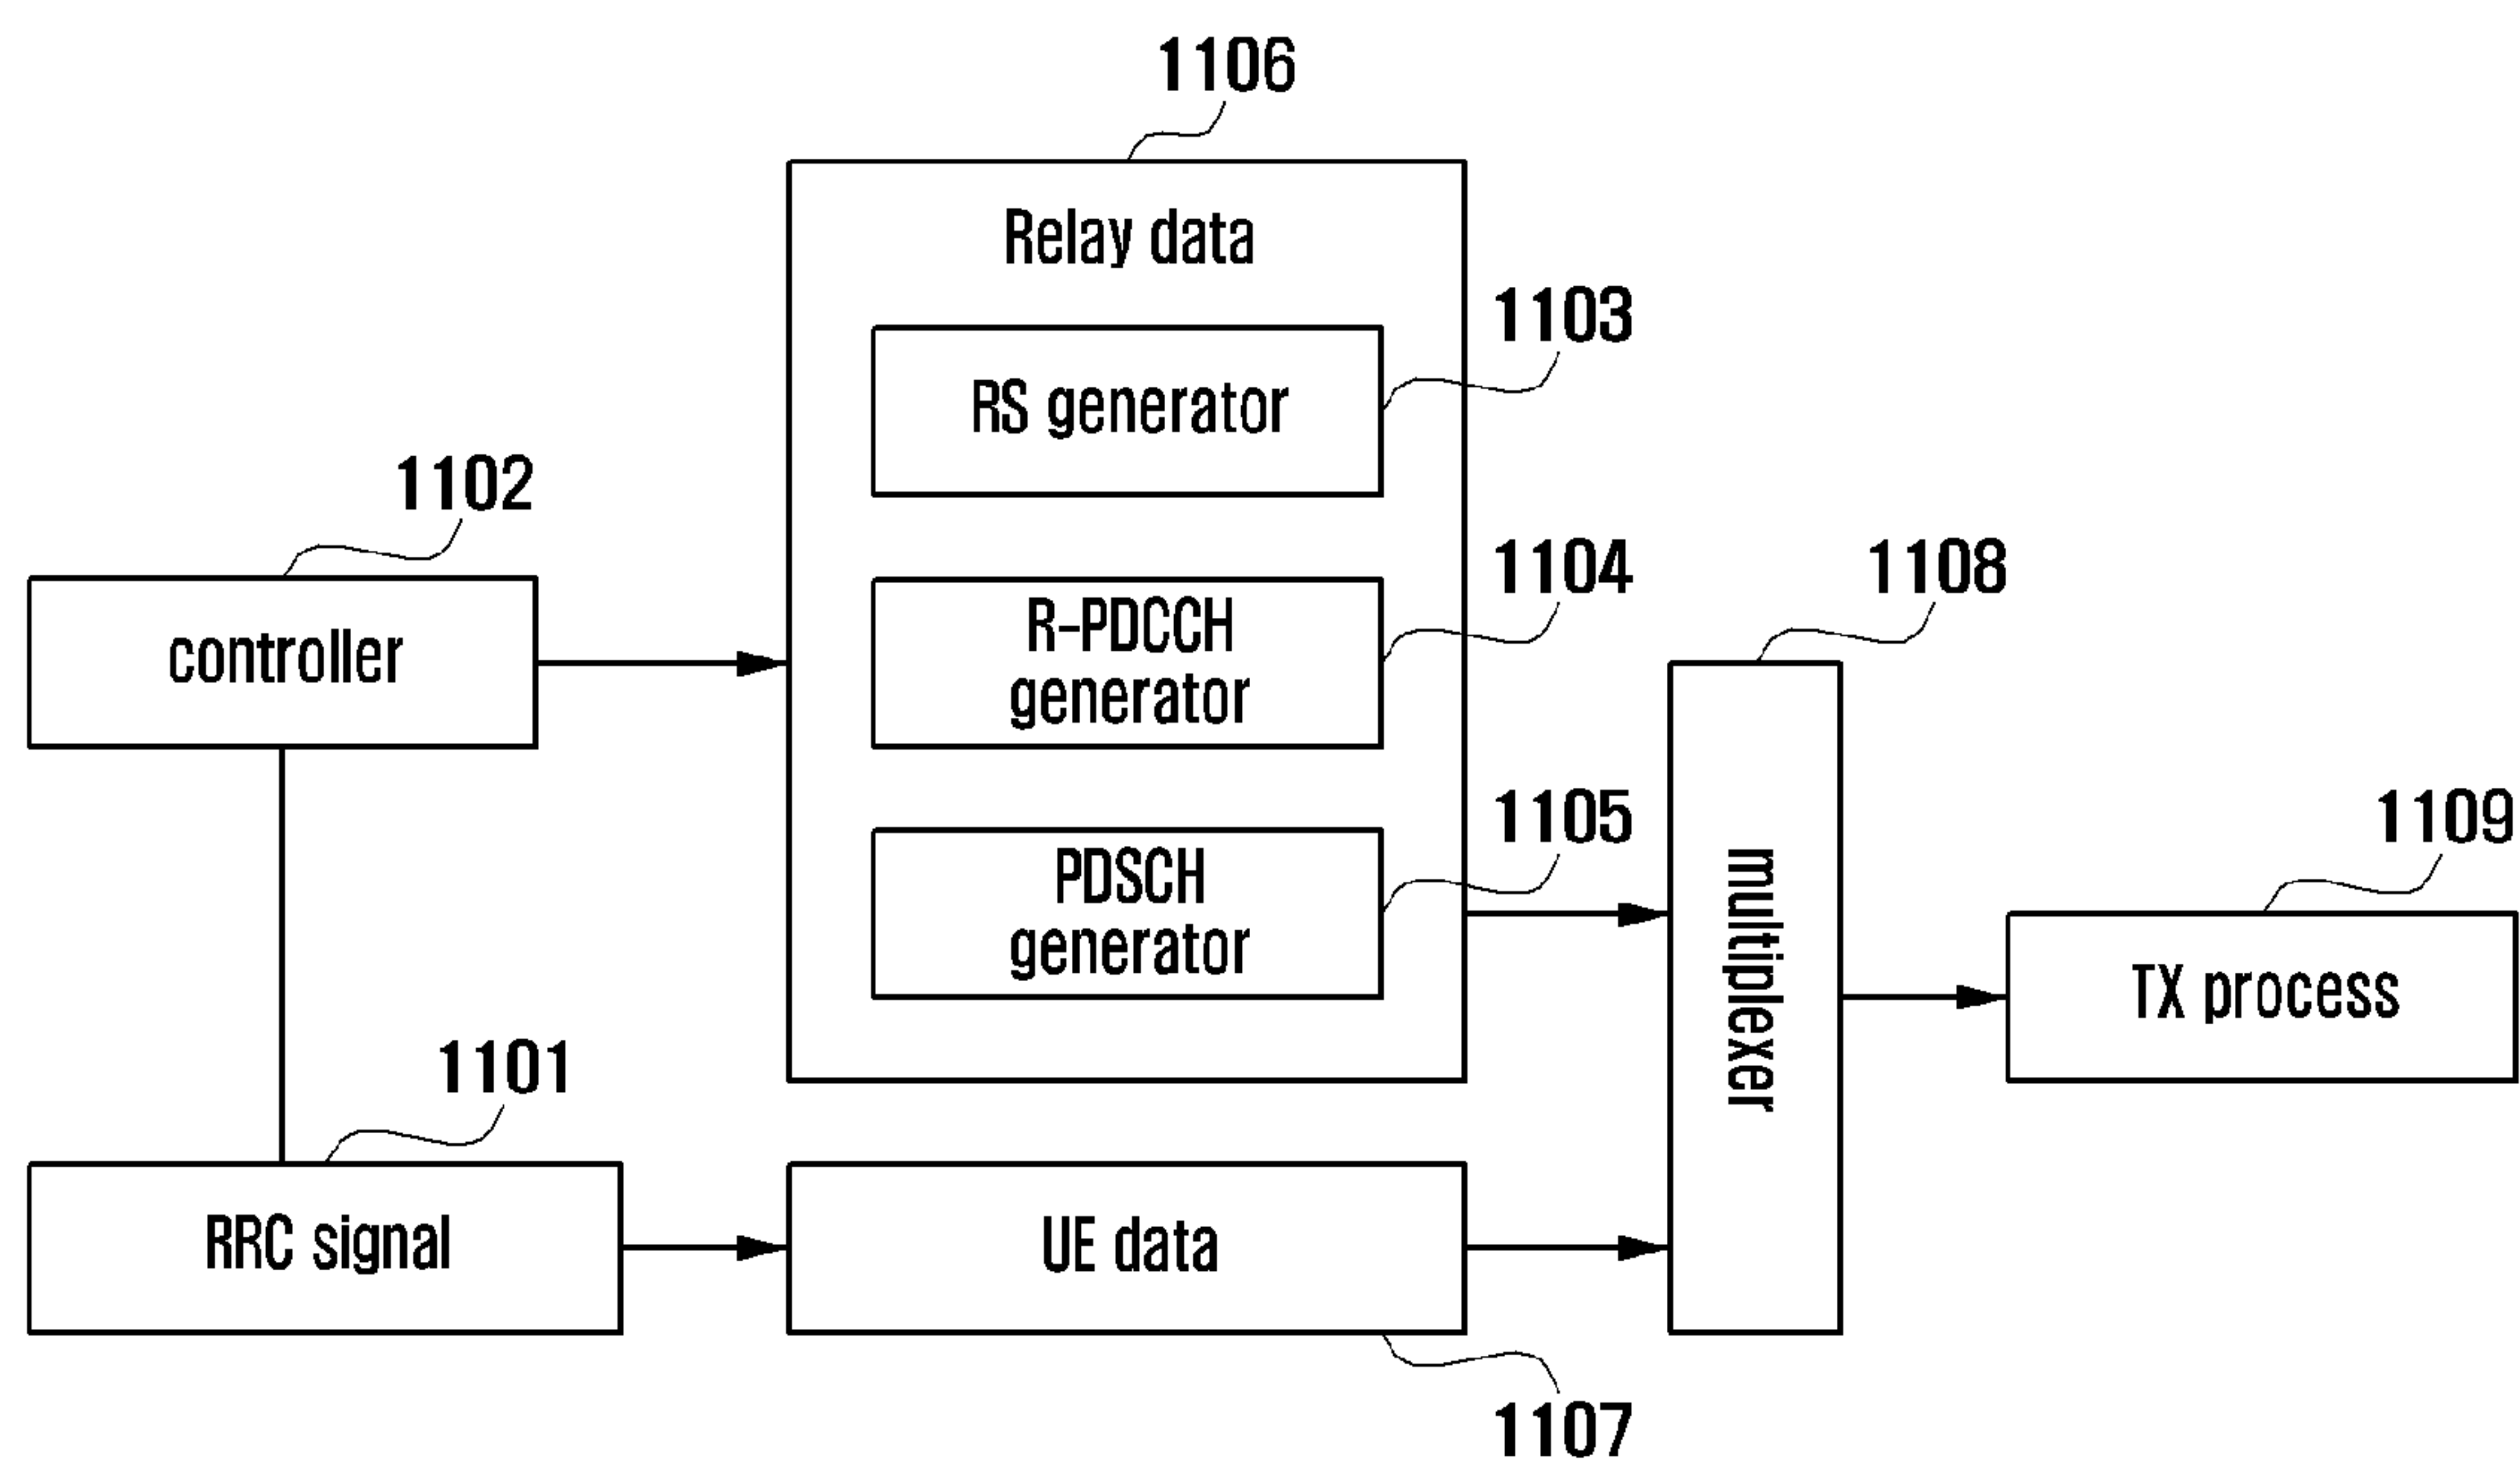 1106
Relay data
1103
RS generator
1102
controller
1104
R-PDCCH
generator
1108
multiplexer
1105
PDSCH
generator
1109
TX process
1101
RRC signal
UE data
1107